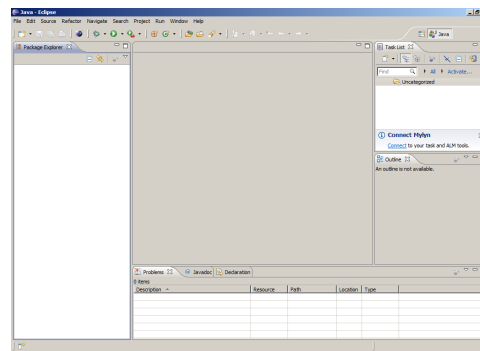 Java - Eclipse
File Edit Source Refactor Navigate Search Project Run Window Help
Java
Package Explorer
Task List
Find All Activate...
Uncategorized
Connect Mylyn
Connect to your task and ALM tools.
Outline
An outline is not available.
Problems Javadoc Declaration
0 items
Description Resource Path Location Type